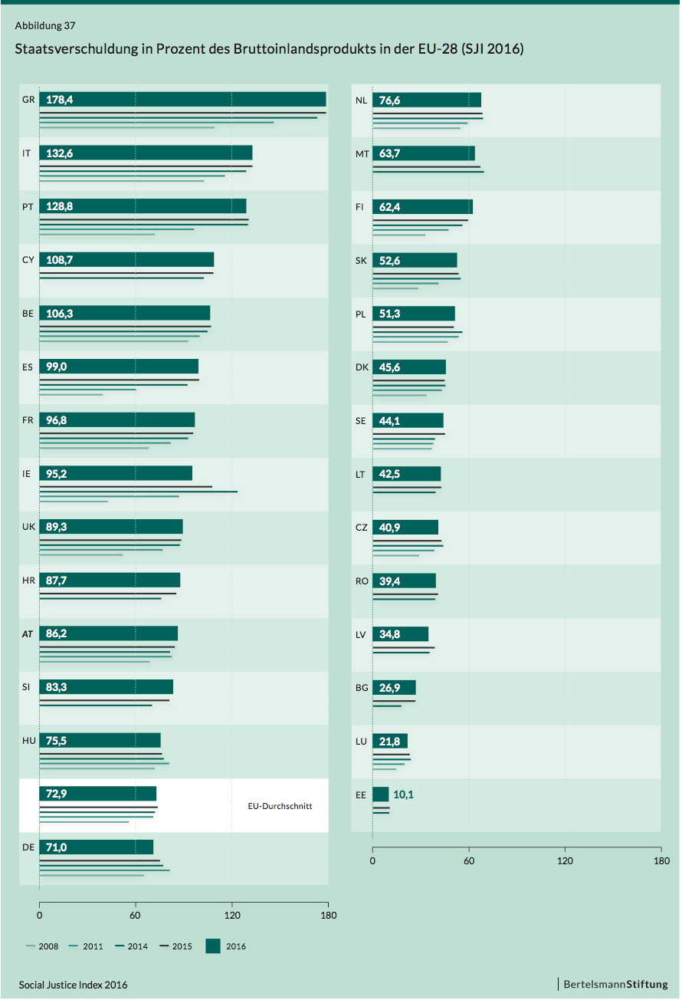 Abbildung 37
Staatsverschuldung in Prozent des Bruttoinlandsprodukts in der EU-28 (SJI 2016)
GR 178,4
IT 132,6
PT 128,8
CY 108,7
BE 106,3
ES 99,0
FR 96,8
IE 95,2
UK 89,3
HR 87,7
AT 86,2
SI 83,3
HU 75,5
72,9 EU-Durchschnitt
DE 71,0
0 60 120 180
NL 76,6
MT 63,7
FI 62,4
SK 52,6
PL 51,3
DK 45,6
SE 44,1
LT 42,5
CZ 40,9
RO 39,4
LV 34,8
BG 26,9
LU 21,8
EE 10,1
0 60 120 180
2008 2011 2014 2015 2016
Social Justice Index 2016
BertelsmannStiftung